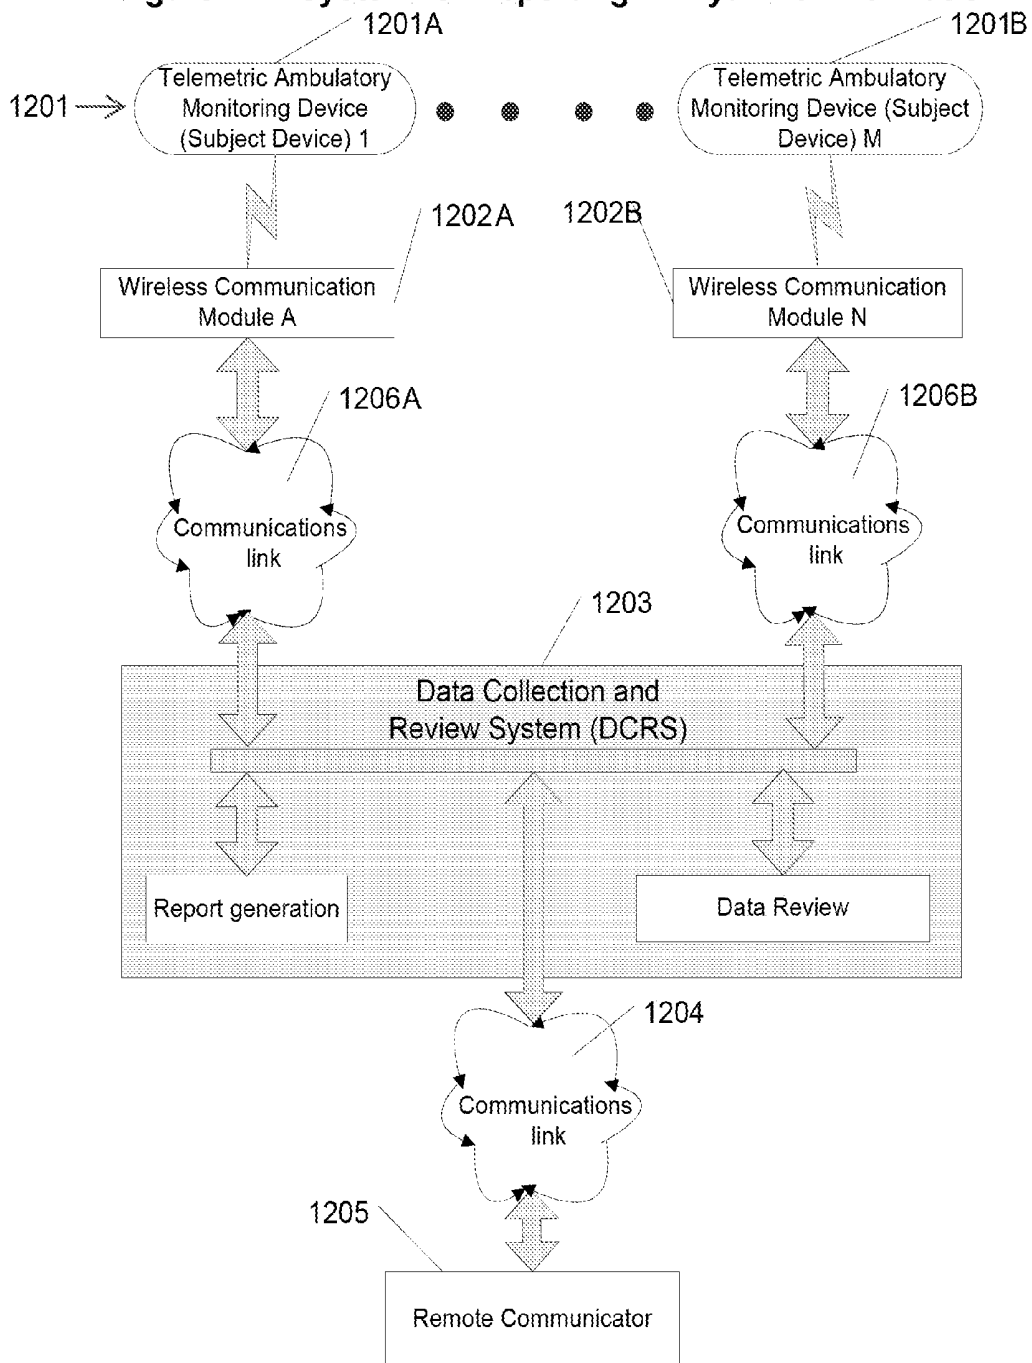 1201A
1201B
1201
Telemetric Ambulatory
Monitoring Device
(Subject Device) 1
Telemetric Ambulatory
Monitoring Device (Subject
Device) M
1202A
1202B
Wireless Communication
Module A
Wireless Communication
Module N
1206A
1206B
Communications
link
Communications
link
1203
Data Collection and
Review System (DCRS)
Report generation
Data Review
1204
Communications
link
1205
Remote Communicator